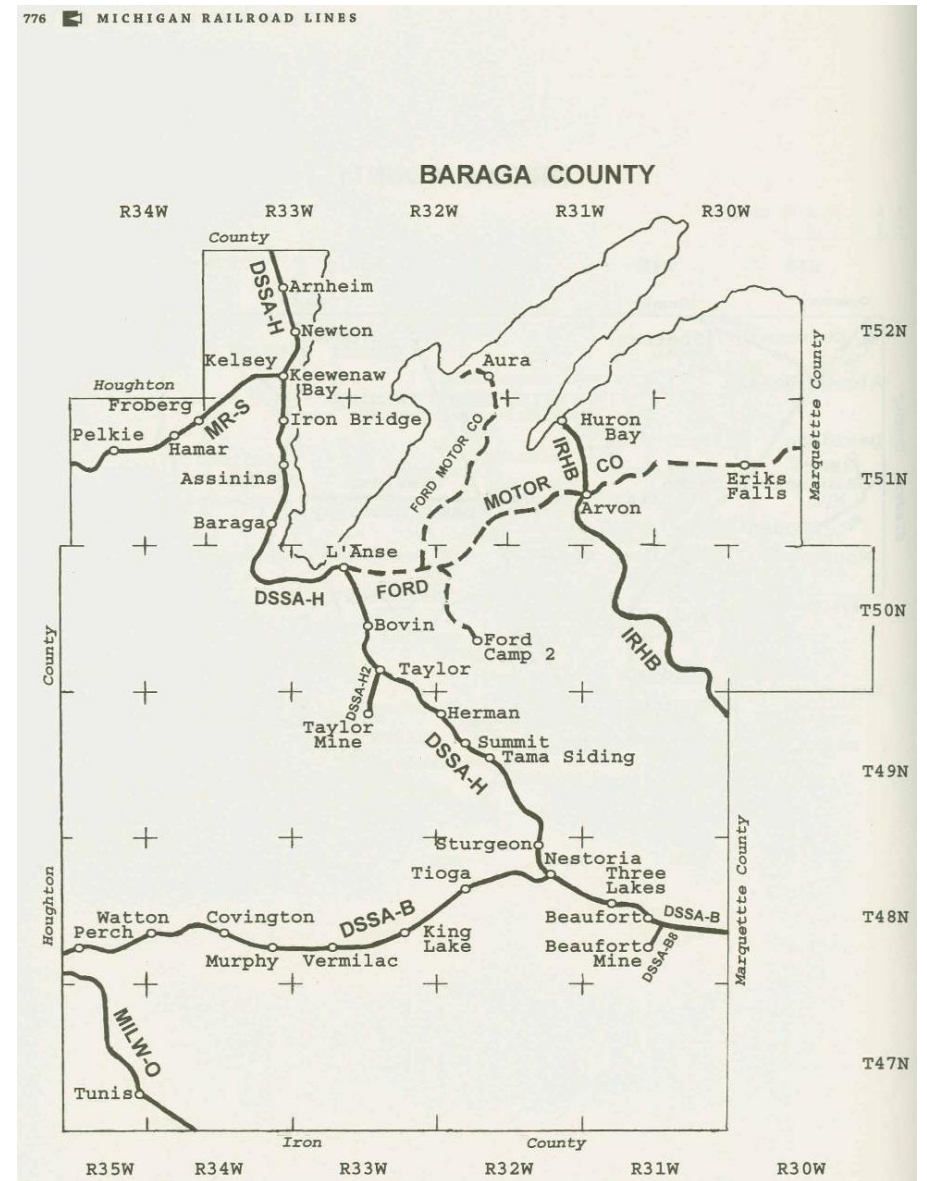 776 MICHIGAN RAILROAD LINES
BARAGA COUNTY
R34W R33W R32W R31W R30W
County
DSSA-H
Arnheim
Newton
T52N
Marquette County
Kelsey
Keewenaw
Bay
Aura
Houghton
Froberg
MR-S
Iron Bridge
FORD MOTOR CO
Huron
Bay
Pelkie
Hamar
IRHB
CO
Assinins
MOTOR
Eriks
Falls
T51N
Baraga
Arvon
L'Anse
FORD
DSSA-H
T50N
Bovin
Ford
Camp 2
IRHB
County
Taylor
DSSA-H2
Taylor
Mine
Herman
Summit
Tama Siding
DSSA-H
T49N
Sturgeon
Nestoria
Tioga
Three
Lakes
Marquettte County
Houghton
Watton
Perch
Covington
DSSA-B
Beaufort
DSSA-B
T48N
King
Lake
Murphy
Vermilac
Beaufort
Mine
DSSA-B8
MILW-O
Tunis
T47N
Iron County
R35W R34W R33W R32W R31W R30W